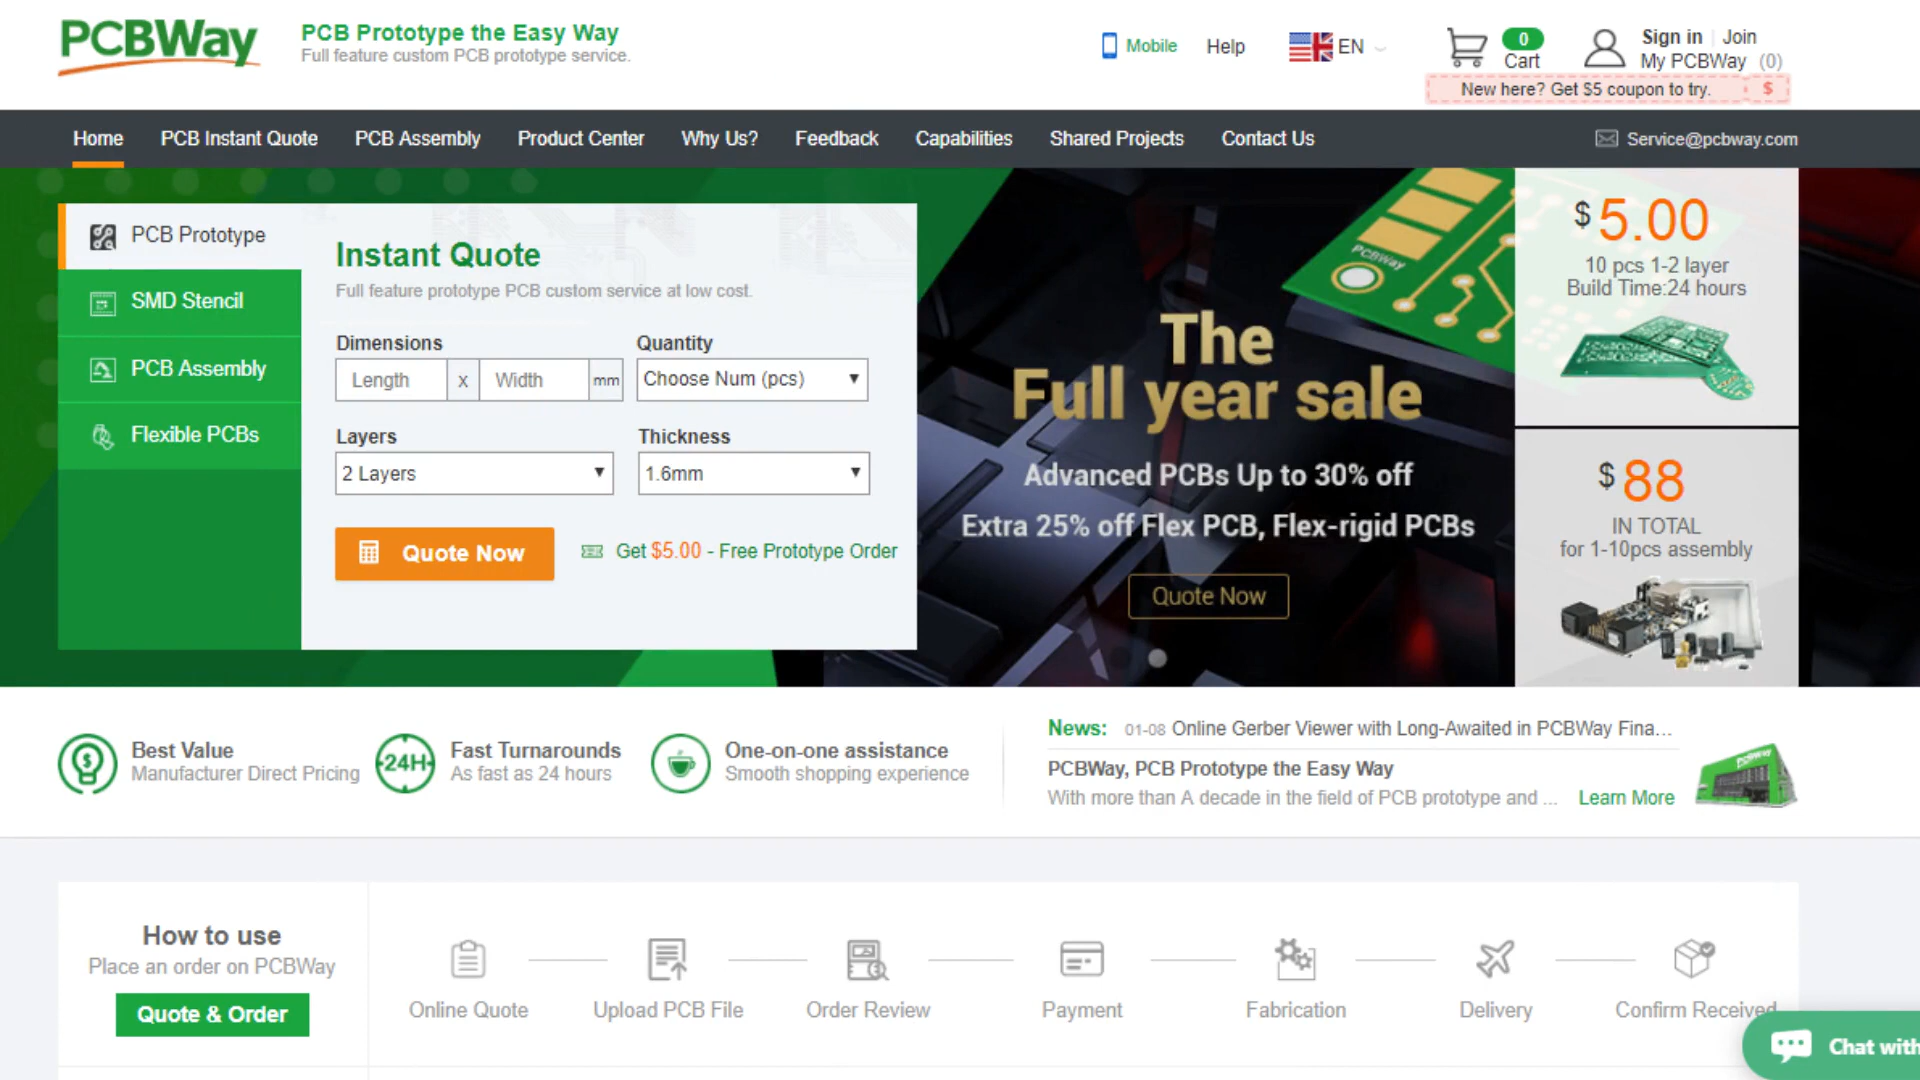 PCBWay
PCB Prototype the Easy Way
Full feature custom PCB prototype service.
Mobile
Help
EN
0
Cart
Sign in | Join
My PCBWay (0)
New here? Get $5 coupon to try.
$
Home
PCB Instant Quote
PCB Assembly
Product Center
Why Us?
Feedback
Capabilities
Shared Projects
Contact Us
Service@pcbway.com
PCB Prototype
SMD Stencil
PCB Assembly
Flexible PCBs
Instant Quote
Full feature prototype PCB custom service at low cost.
Dimensions
Length x Width mm
Quantity
Choose Num (pcs)
Layers
2 Layers
Thickness
1.6mm
Quote Now
Get $5.00 - Free Prototype Order
PCBWay
The
Full year sale
Advanced PCBs Up to 30% off
Extra 25% off Flex PCB, Flex-rigid PCBs
Quote Now
$ 5.00
10 pcs 1-2 layer
Build Time:24 hours
$ 88
IN TOTAL
for 1-10pcs assembly
$
Best Value
Manufacturer Direct Pricing
24H
Fast Turnarounds
As fast as 24 hours
One-on-one assistance
Smooth shopping experience
News: 01-08 Online Gerber Viewer with Long-Awaited in PCBWay Fina...
PCBWay, PCB Prototype the Easy Way
With more than A decade in the field of PCB prototype and ... Learn More
PCBWay
How to use
Place an order on PCBWay
Quote & Order
Online Quote
Upload PCB File
Order Review
Payment
Fabrication
Delivery
Confirm Received
Chat with